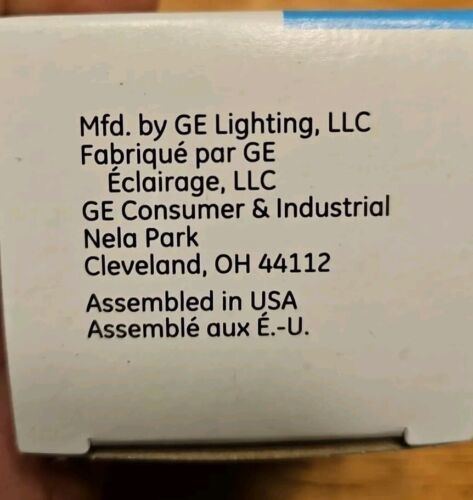 Mfd. by GE Lighting, LLC
Fabriqué par GE
Éclairage, LLC
GE Consumer & Industrial
Nela Park
Cleveland, OH 44112
Assembled in USA
Assemblé aux É.-U.